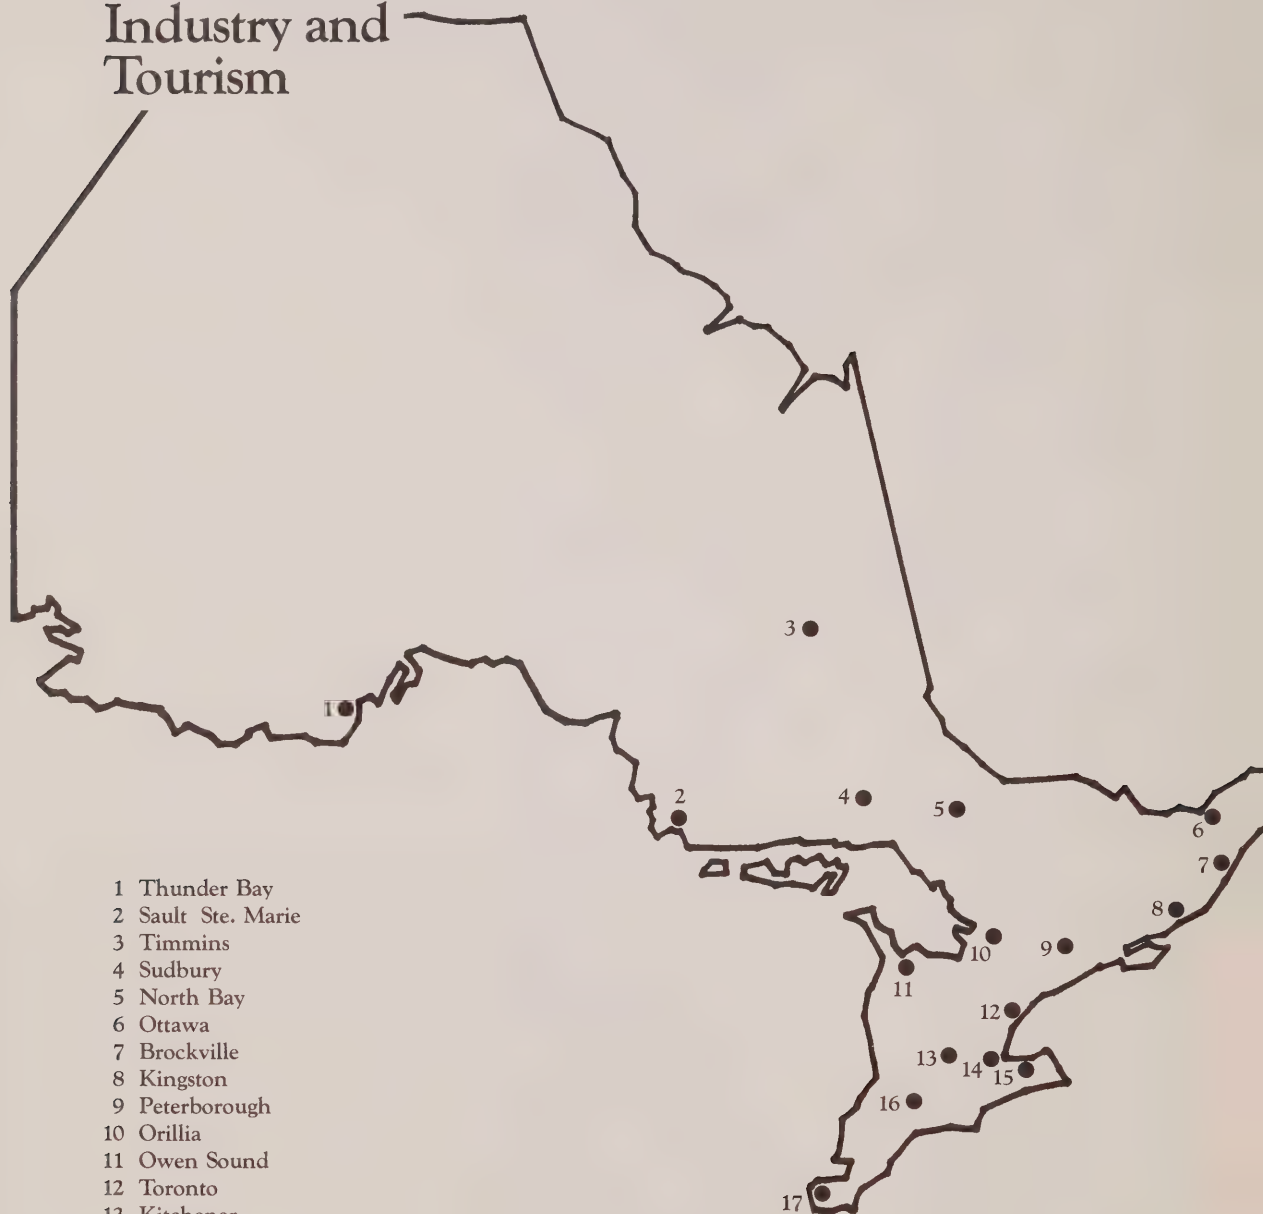 Industry and
Tourism
3
1
2
4
5
6
7
8
9
10
11
12
13
14
15
16
17
1 Thunder Bay
2 Sault Ste. Marie
3 Timmins
4 Sudbury
5 North Bay
6 Ottawa
7 Brockville
8 Kingston
9 Peterborough
10 Orillia
11 Owen Sound
12 Toronto
13 Kitchener